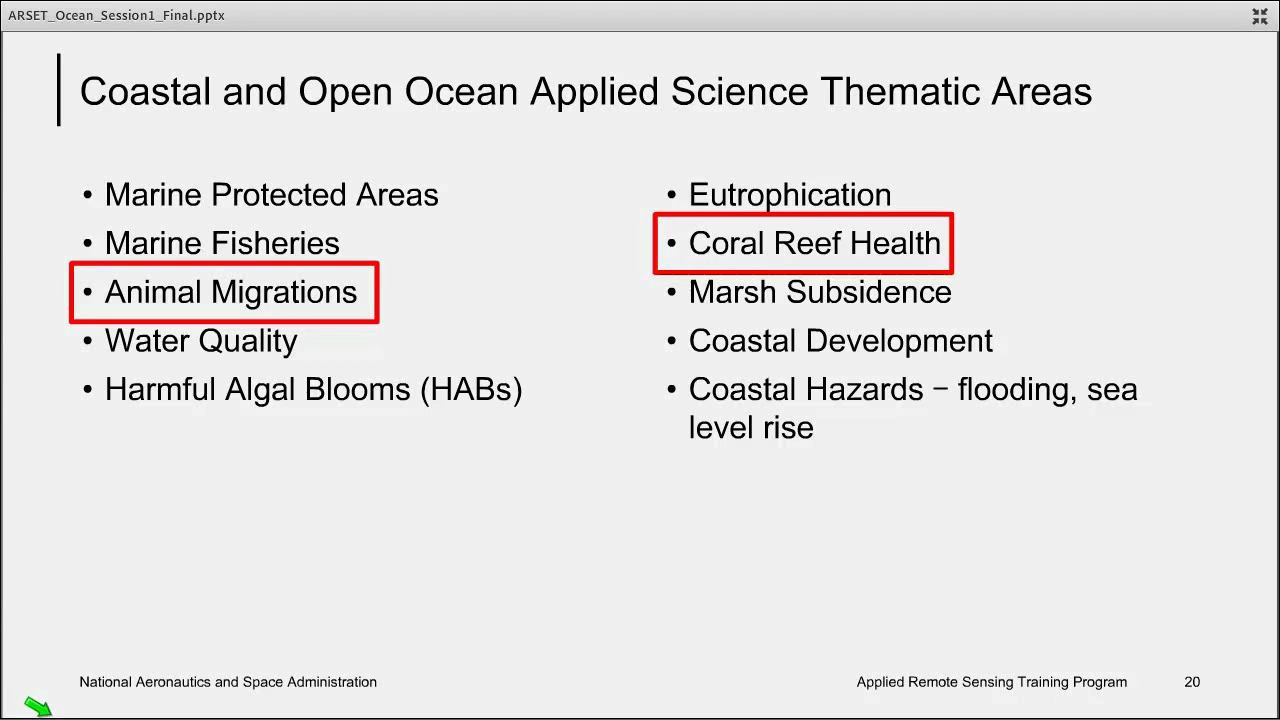 ARSET_Ocean_Session1_Final.pptx
Coastal and Open Ocean Applied Science Thematic Areas
• Marine Protected Areas
• Marine Fisheries
• Animal Migrations
• Water Quality
• Harmful Algal Blooms (HABs)
• Eutrophication
• Coral Reef Health
• Marsh Subsidence
• Coastal Development
• Coastal Hazards − flooding, sea
level rise
National Aeronautics and Space Administration
Applied Remote Sensing Training Program
20